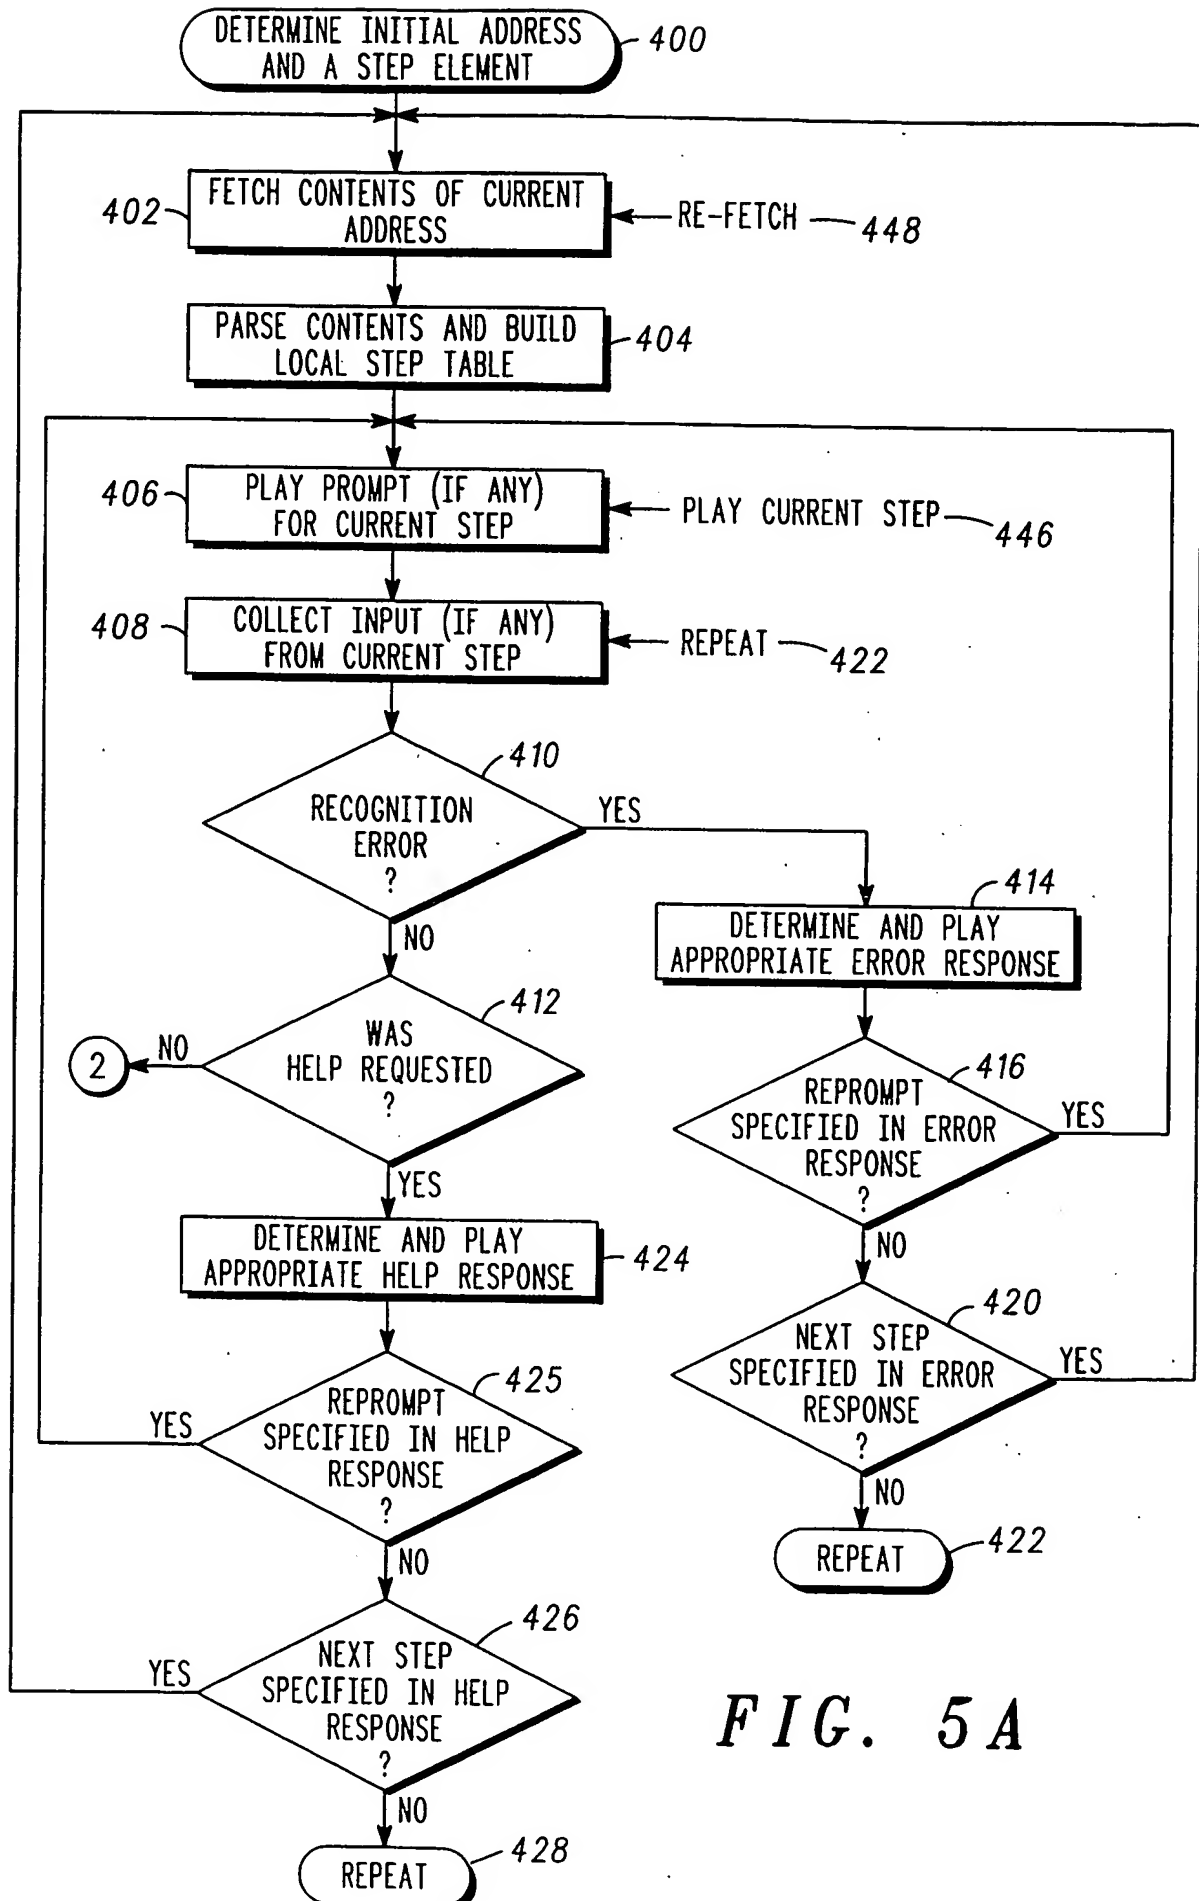 DETERMINE INITIAL ADDRESS
AND A STEP ELEMENT
400
FETCH CONTENTS OF CURRENT
ADDRESS
402
RE-FETCH
448
PARSE CONTENTS AND BUILD
LOCAL STEP TABLE
404
406
PLAY PROMPT (IF ANY)
FOR CURRENT STEP
PLAY CURRENT STEP
446
408
COLLECT INPUT (IF ANY)
FROM CURRENT STEP
REPEAT
422
410
RECOGNITION
ERROR
?
YES
NO
414
DETERMINE AND PLAY
APPROPRIATE ERROR RESPONSE
412
WAS
HELP REQUESTED
?
NO
2
YES
416
REPROMPT
SPECIFIED IN ERROR
RESPONSE
?
YES
NO
DETERMINE AND PLAY
APPROPRIATE HELP RESPONSE
424
420
NEXT STEP
SPECIFIED IN ERROR
RESPONSE
?
YES
NO
425
REPROMPT
SPECIFIED IN HELP
RESPONSE
?
YES
NO
REPEAT
422
426
NEXT STEP
SPECIFIED IN HELP
RESPONSE
?
YES
NO
REPEAT
428
FIG. 5A